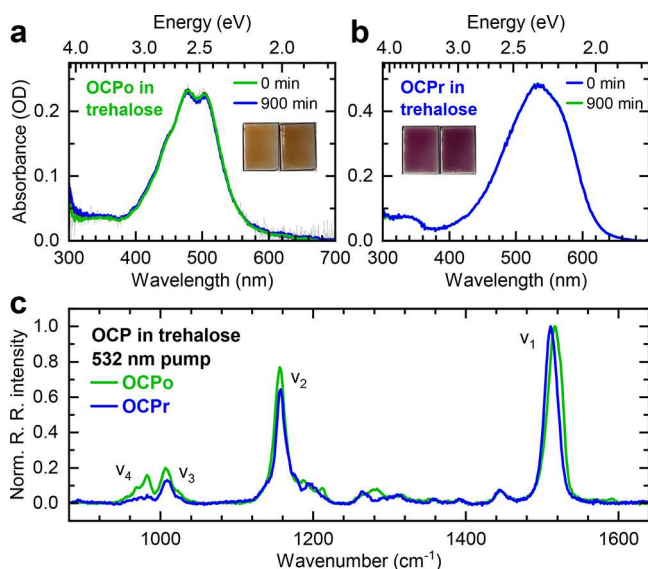 Energy (eV)
a
4.0 3.0 2.5 2.0
OCPo in
trehalose
0 min
900 min
Absorbance (OD)
0.2
0.1
0.0
300 400 500 600 700
Wavelength (nm)
Energy (eV)
b
4.0 3.0 2.5 2.0
OCPr in
trehalose
0 min
900 min
0.4
0.2
0.0
300 400 500 600
Wavelength (nm)
c
OCP in trehalose
532 nm pump
OCPo
OCPr
v1
v2
v4
v3
Norm. R. R. intensity
1.0
0.8
0.6
0.4
0.2
0.0
1000 1200 1400 1600
Wavenumber (cm-1)